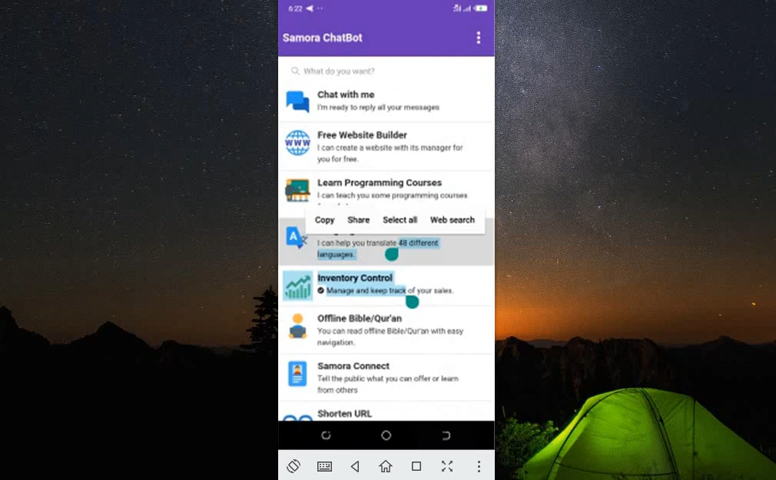 6:22
Samora ChatBot
What do you want?
Chat with me
I'm ready to reply all your messages
Free Website Builder
I can create a website with its manager for
you for free.
Learn Programming Courses
I can teach you some programming courses
Copy Share Select all Web search
I can help you translate 48 different
languages.
Inventory Control
Manage and keep track of your sales.
Offline Bible/Qur'an
You can read offline Bible/Qur'an with easy
navigation.
Samora Connect
Tell the public what you can offer or learn
from others
Shorten URL